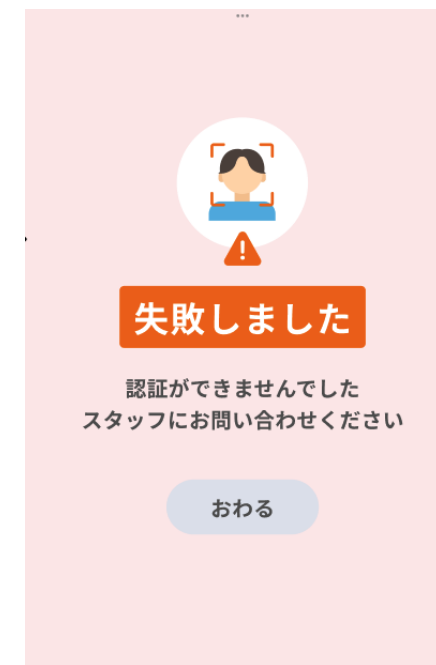 失敗しました
認証ができませんでした
スタッフにお問い合わせください
おわる